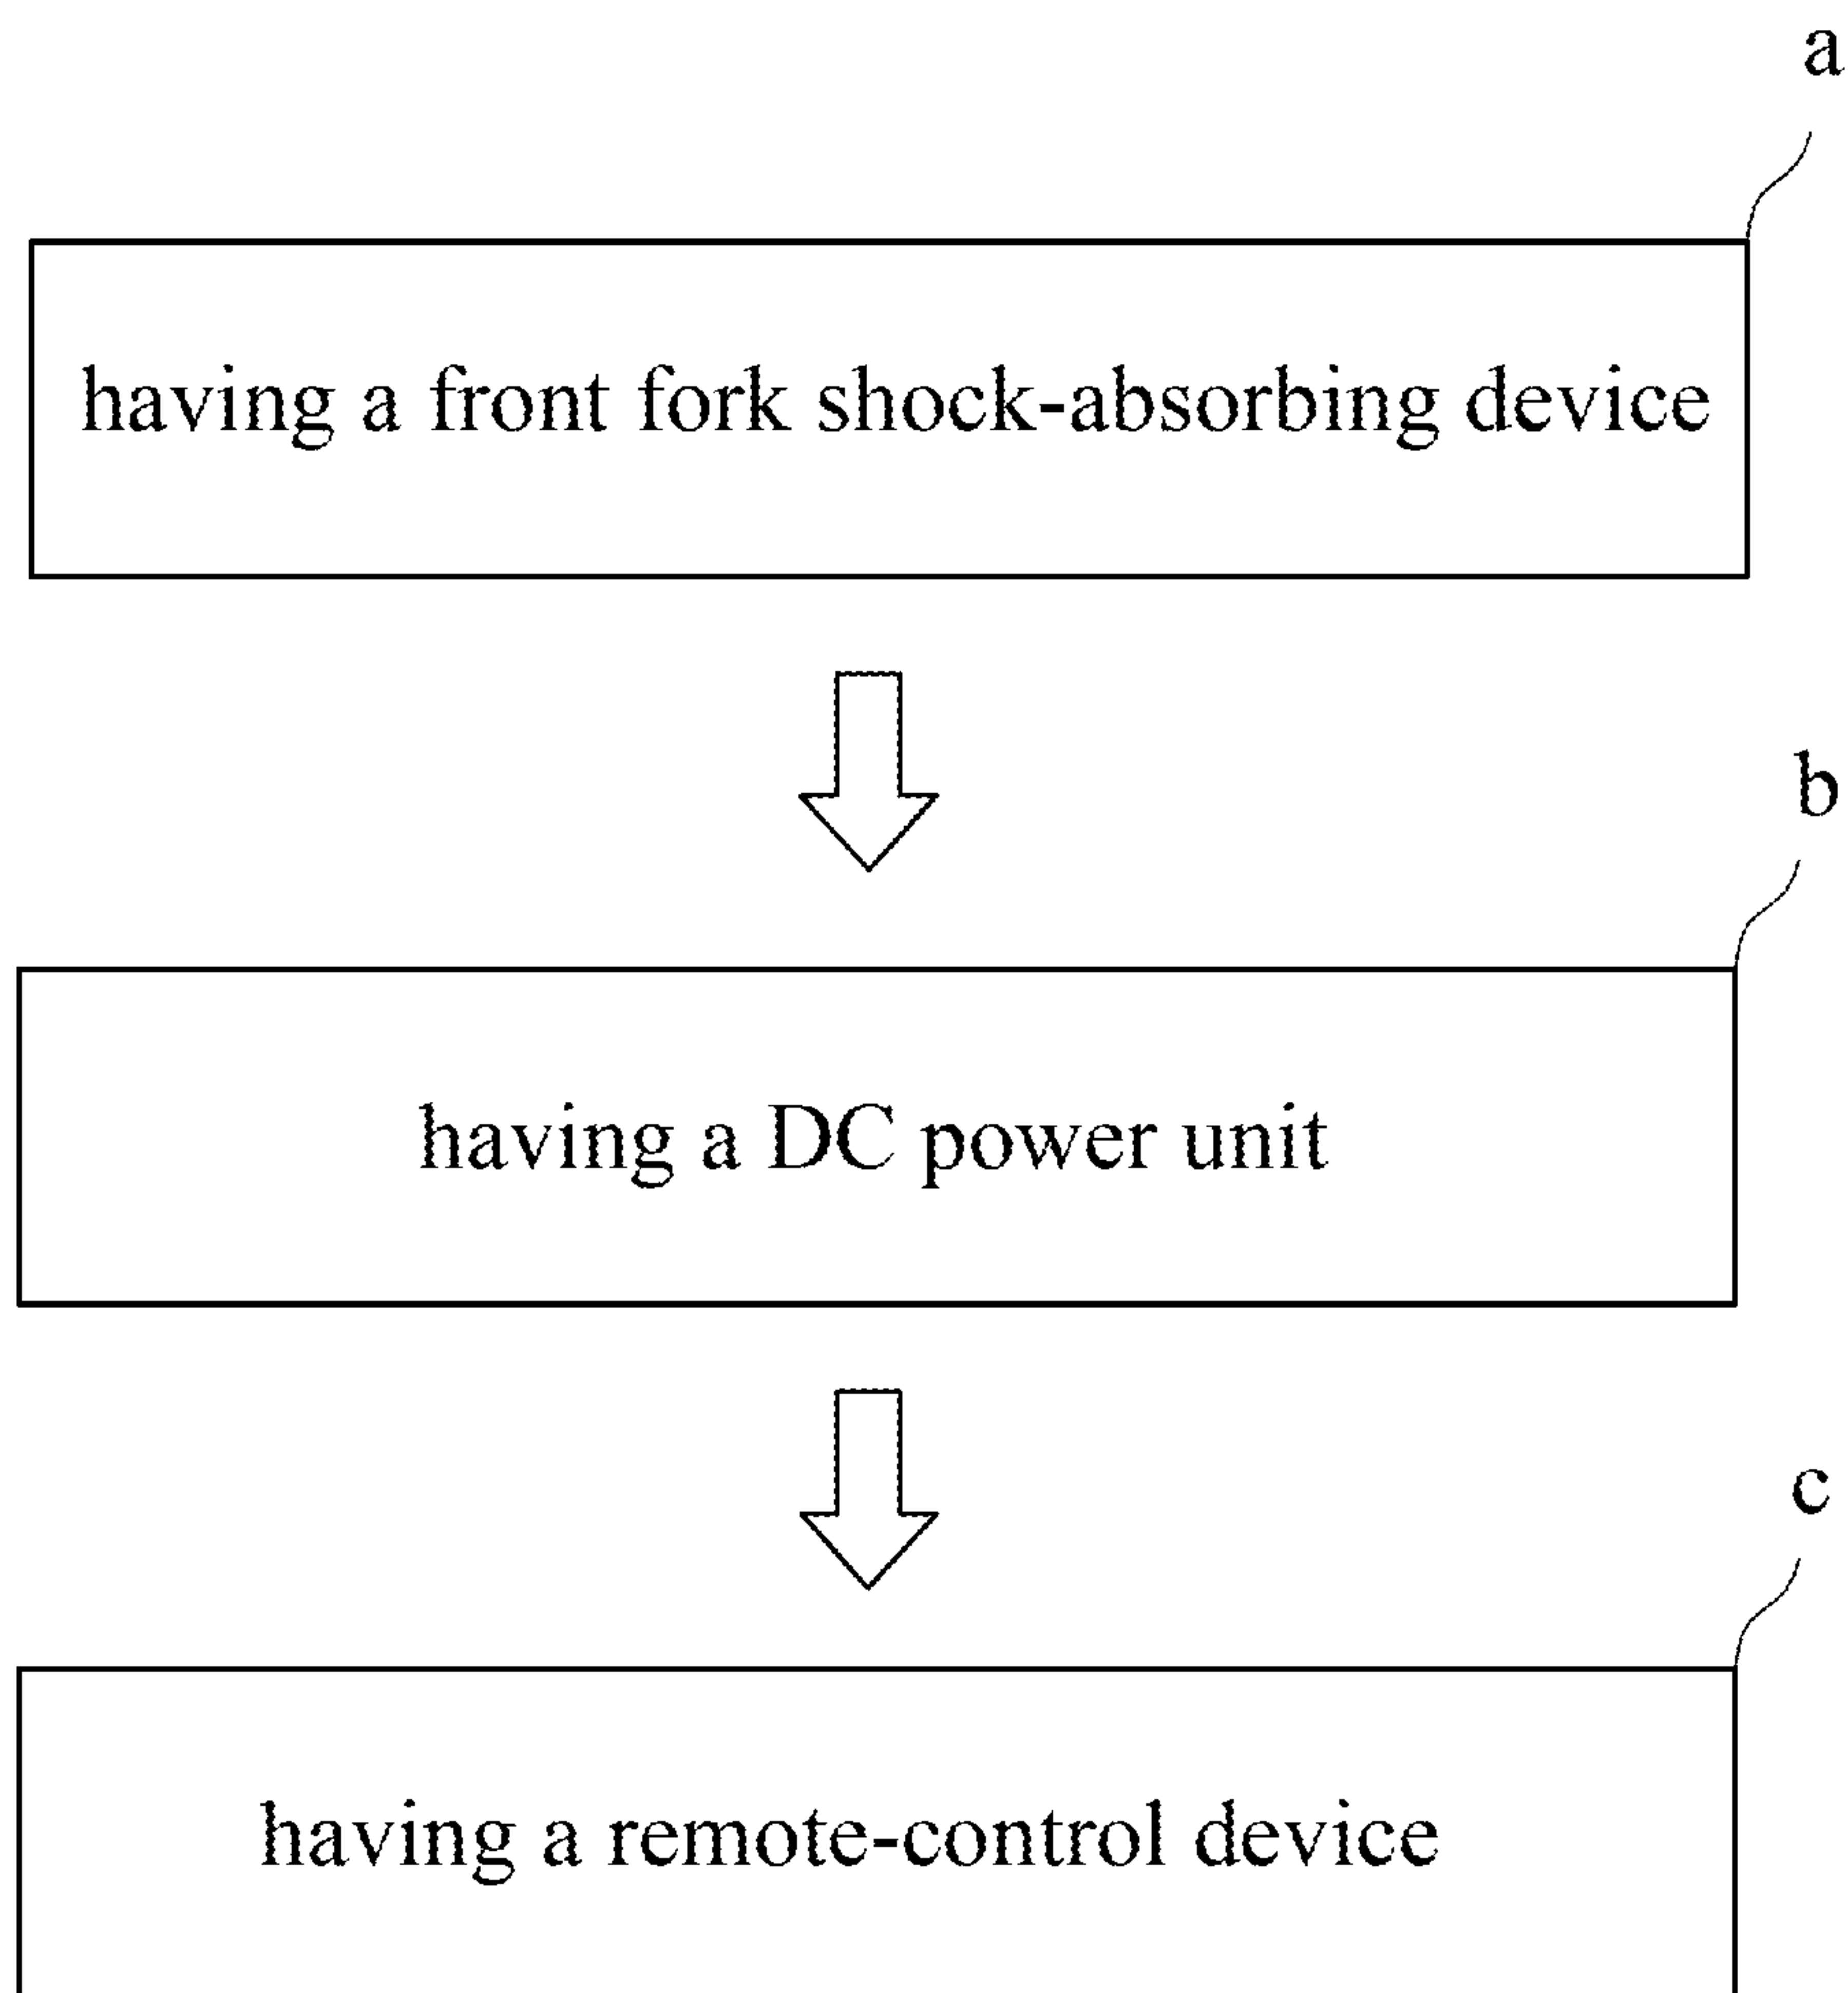 a
having a front fork shock-absorbing device
b
having a DC power unit
c
having a remote-control device